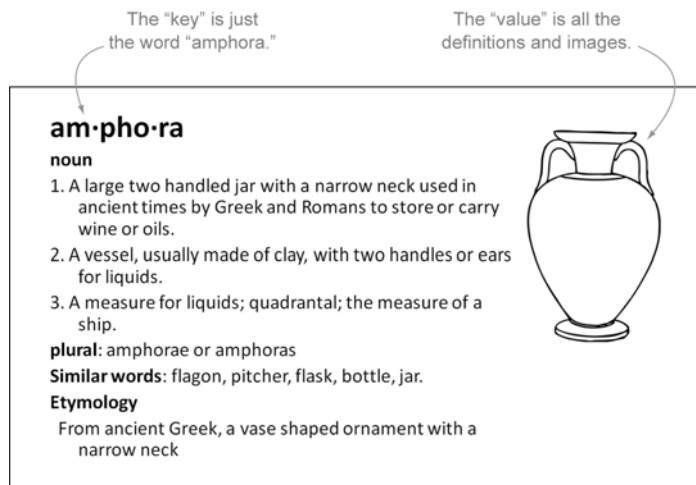 The “key” is just
the word “amphora.”
The “value” is all the
definitions and images.
am·pho·ra
noun
1. A large two handled jar with a narrow neck used in
ancient times by Greek and Romans to store or carry
wine or oils.
2. A vessel, usually made of clay, with two handles or ears
for liquids.
3. A measure for liquids; quadrantal; the measure of a
ship.
plural: amphorae or amphoras
Similar words: flagon, pitcher, flask, bottle, jar.
Etymology
From ancient Greek, a vase shaped ornament with a
narrow neck